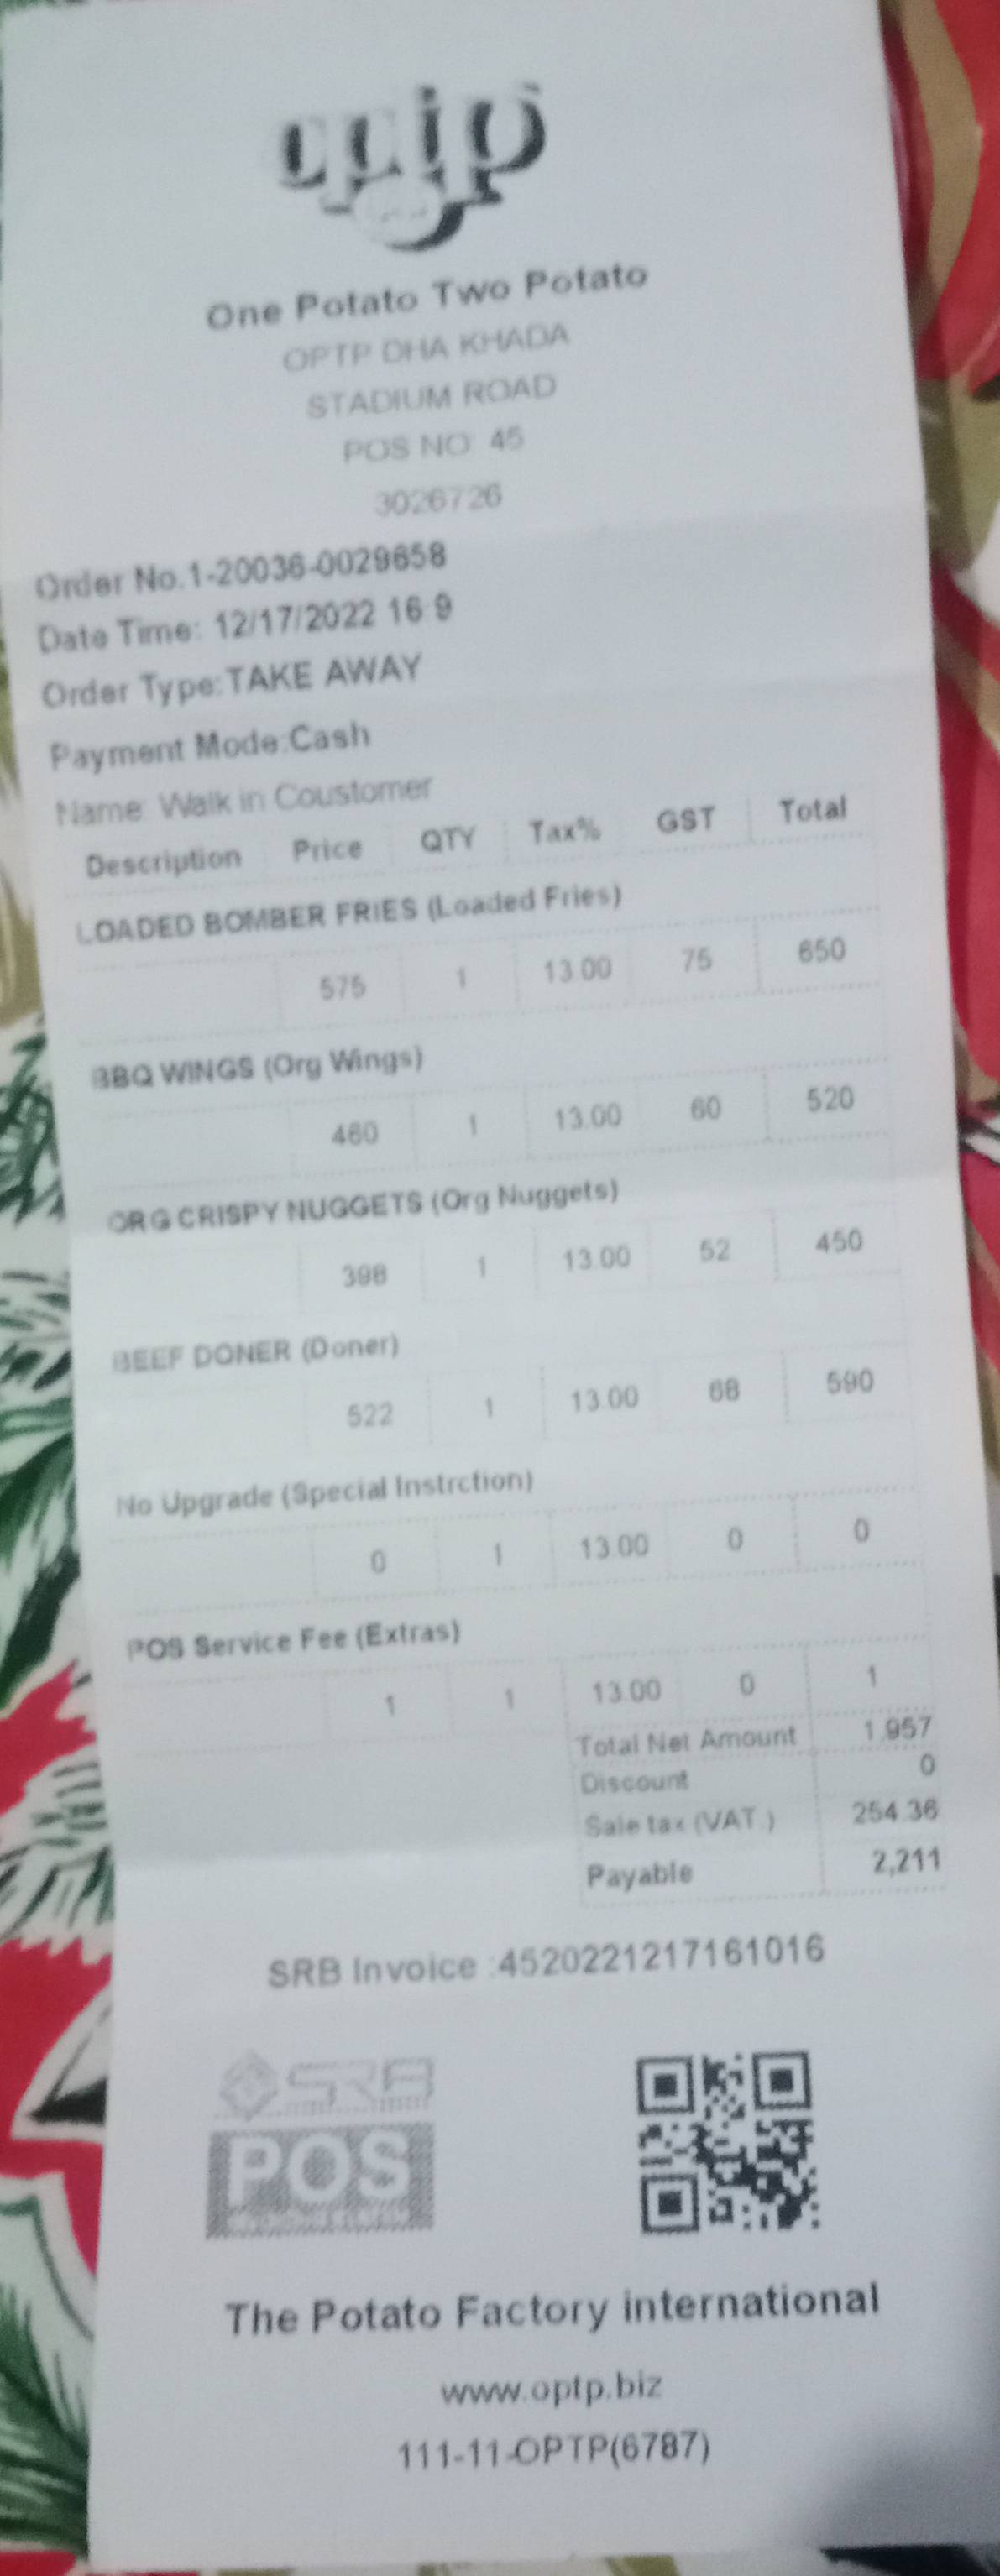 optp
One Potato Two Potato
OPTP DHA KHADA
STADIUM ROAD
POS NO: 45
3026726
Order No.1-20036-0029658
Date Time: 12/17/2022 16:9
Order Type:TAKE AWAY
Payment Mode:Cash
Name: Walk in Coustomer
Description Price QTY Tax% GST Total
LOADED BOMBER FRIES (Loaded Fries)
575 1 13.00 75 650
BBQ WINGS (Org Wings)
460 1 13.00 60 520
ORG CRISPY NUGGETS (Org Nuggets)
398 1 13.00 52 450
BEEF DONER (Doner)
522 1 13.00 68 590
No Upgrade (Special Instrction)
0 1 13.00 0 0
POS Service Fee (Extras)
1 1 13.00 0 1
Total Net Amount 1,957
Discount 0
Sale tax (VAT ) 254.36
Payable 2,211
SRB Invoice :4520221217161016
SRB
POS
The Potato Factory international
www.optp.biz
111-11-OPTP(6787)